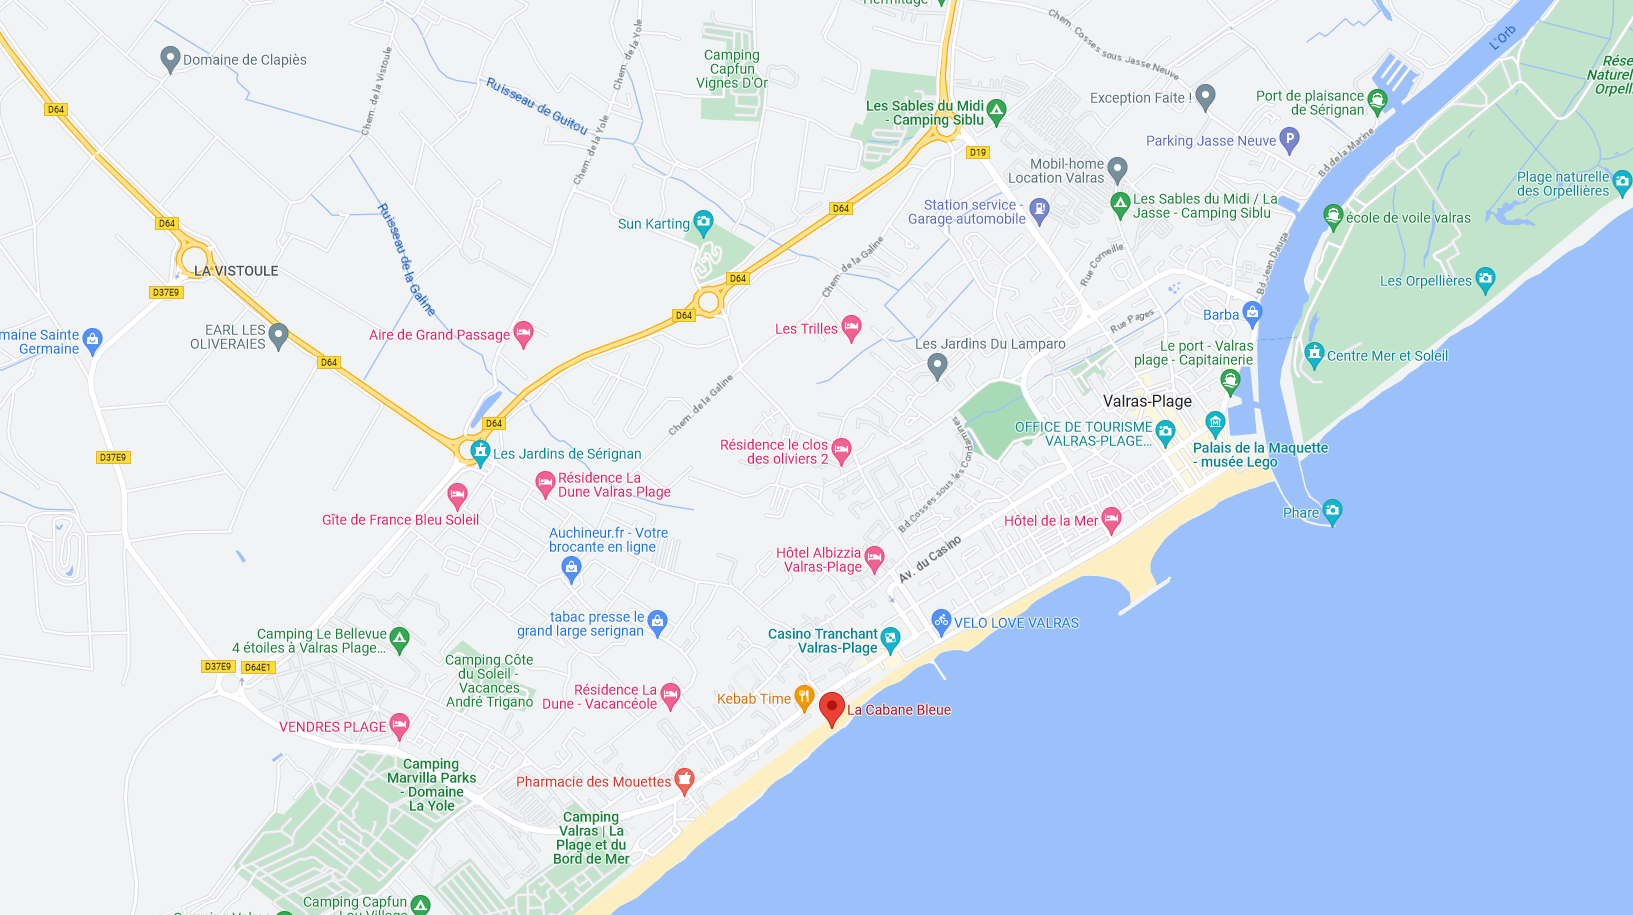 Hermitage
Chem. Cosses sous Jasse Neuve
L'Orb
Domaine de Clapiès
Chem. de la Vistoule
Chem. de la Yole
Camping
Capfun
Vignes D'Or
Rése
Naturel
Orpell
Ruisseau de Guitou
D64
Les Sables du Midi
- Camping Siblu
Exception Faite !
Port de plaisance
de Sérignan
Parking Jasse Neuve
Bd de la Marine
Chem. de la Yole
D19
Mobil-home
Location Valras
Plage naturelle
des Orpellières
Les Sables du Midi / La
Jasse - Camping Siblu
Station service -
Garage automobile
école de voile valras
Sun Karting
D64
D64
Ruisseau de la Galine
Chem. de la Galine
Rue Corneille
Bd Jean Dauga
LA VISTOULE
D37E9
D64
D64
Les Orpellières
maine Sainte
Germaine
EARL LES
OLIVERAIES
Aire de Grand Passage
Les Trilles
Rue Pages
Barba
Les Jardins Du Lamparo
Le port - Valras
plage - Capitainerie
Centre Mer et Soleil
D64
Chem. de la Galine
Valras-Plage
D64
OFFICE DE TOURISME
VALRAS-PLAGE...
Palais de la Maquette
- musée Lego
D37E9
Les Jardins de Sérignan
Résidence le clos
des oliviers 2
Bd. Cosses sous les Condamines
Résidence La
Dune Valras Plage
Gîte de France Bleu Soleil
Hôtel de la Mer
Phare
Auchineur.fr - Votre
brocante en ligne
Hôtel Albizzia
Valras-Plage
Av. du Casino
tabac presse le
grand large serignan
VELO LOVE VALRAS
Camping Le Bellevue
4 étoiles à Valras Plage...
Casino Tranchant
Valras-Plage
D37E9
D64E1
Camping Côte
du Soleil -
Vacances
André Trigano
Résidence La
Dune - Vacancéole
Kebab Time
La Cabane Bleue
VENDRES PLAGE
Camping
Marvilla Parks
- Domaine
La Yole
Pharmacie des Mouettes
Camping
Valras | La
Plage et du
Bord de Mer
Camping Capfun